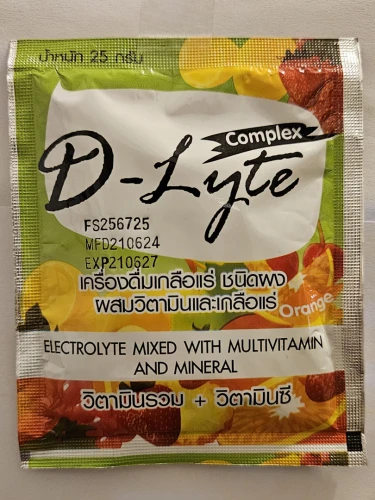 น้ำหนัก 25 กรัม
Complex
D-Lyte
FS256725
MFD210624
EXP210627
เครื่องดื่มเกลือแร่ ชนิดผง
ผสมวิตามินและเกลือแร่
Orange
ELECTROLYTE MIXED WITH MULTIVITAMIN
AND MINERAL
วิตามินรวม + วิตามินซี